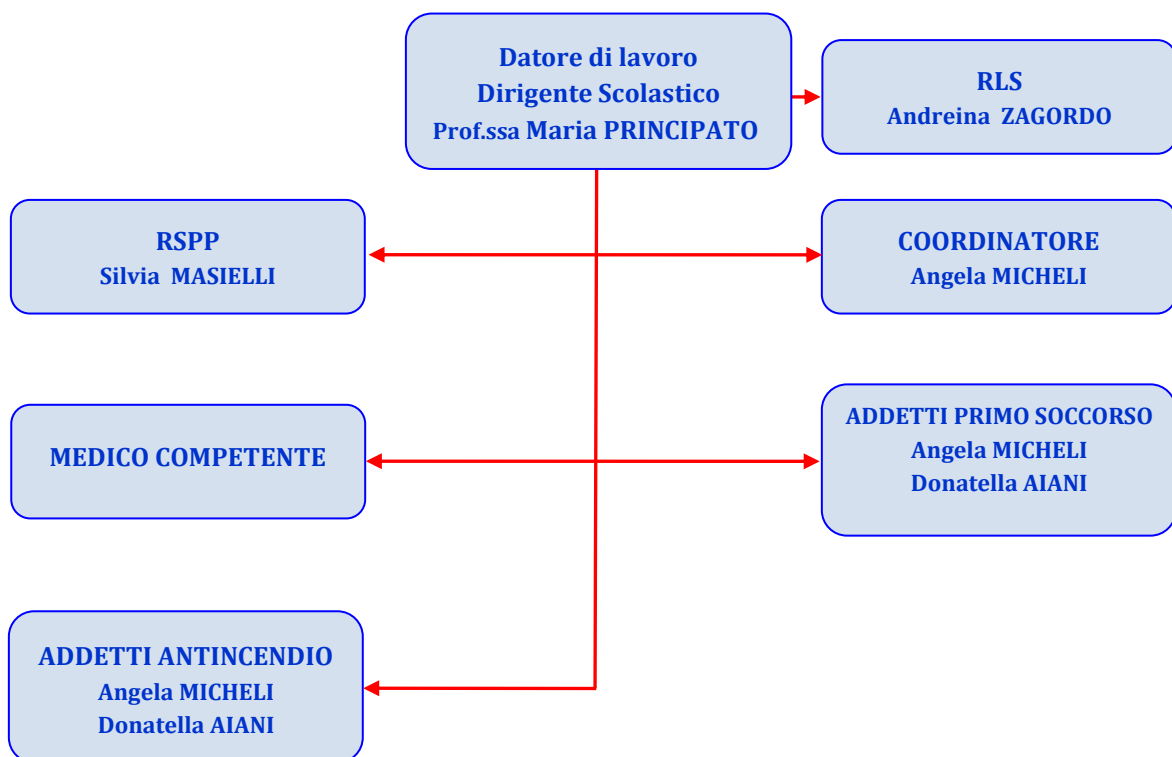 Datore di lavoro
Dirigente Scolastico
Prof.ssa Maria PRINCIPATO
RLS
Andreina ZAGORDO
RSPP
Silvia MASIELLI
COORDINATORE
Angela MICHELI
MEDICO COMPETENTE
ADDETTI PRIMO SOCCORSO
Angela MICHELI
Donatella AIANI
ADDETTI ANTINCENDIO
Angela MICHELI
Donatella AIANI